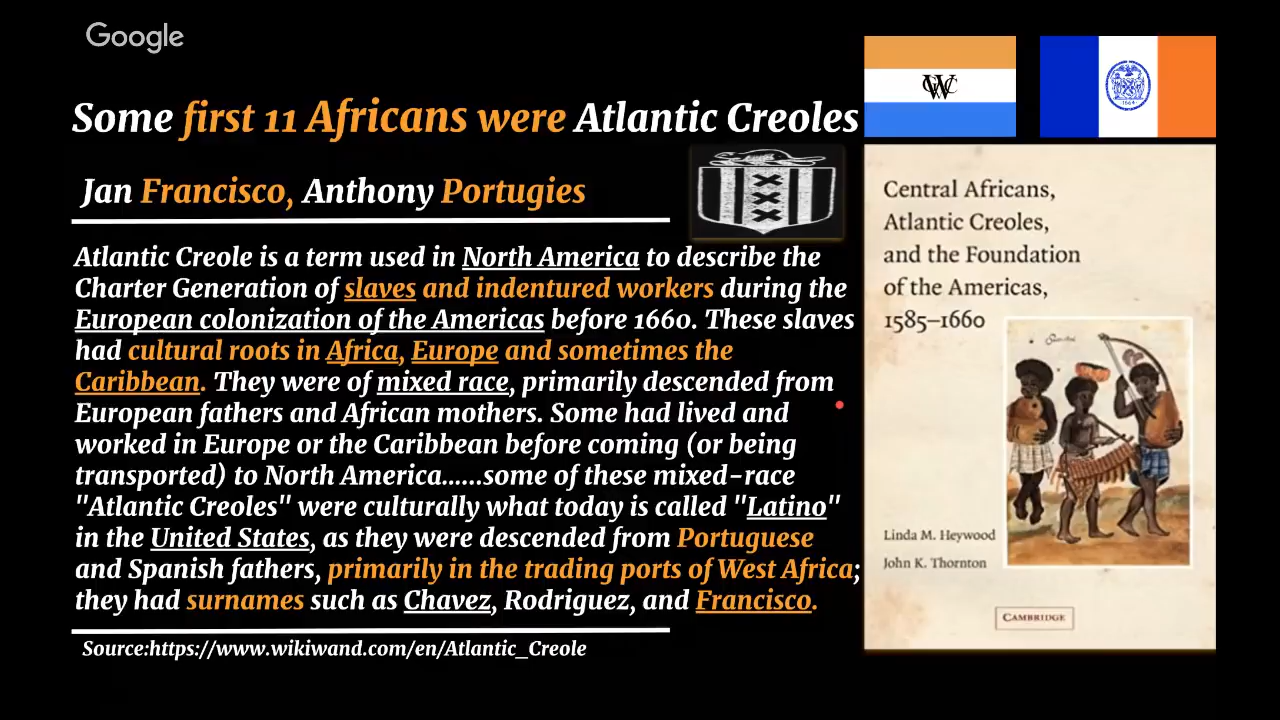 Google
Some first 11 Africans were Atlantic Creoles
Jan Francisco, Anthony Portugies
Atlantic Creole is a term used in North America to describe the
Charter Generation of slaves and indentured workers during the
European colonization of the Americas before 1660. These slaves
had cultural roots in Africa, Europe and sometimes the
Caribbean. They were of mixed race, primarily descended from
European fathers and African mothers. Some had lived and
worked in Europe or the Caribbean before coming (or being
transported) to North America......some of these mixed-race
"Atlantic Creoles" were culturally what today is called "Latino"
in the United States, as they were descended from Portuguese
and Spanish fathers, primarily in the trading ports of West Africa;
they had surnames such as Chavez, Rodriguez, and Francisco.
Source:https://www.wikiwand.com/en/Atlantic_Creole
GWC
Central Africans,
Atlantic Creoles,
and the Foundation
of the Americas,
1585–1660
Linda M. Heywood
John K. Thornton
CAMBRIDGE